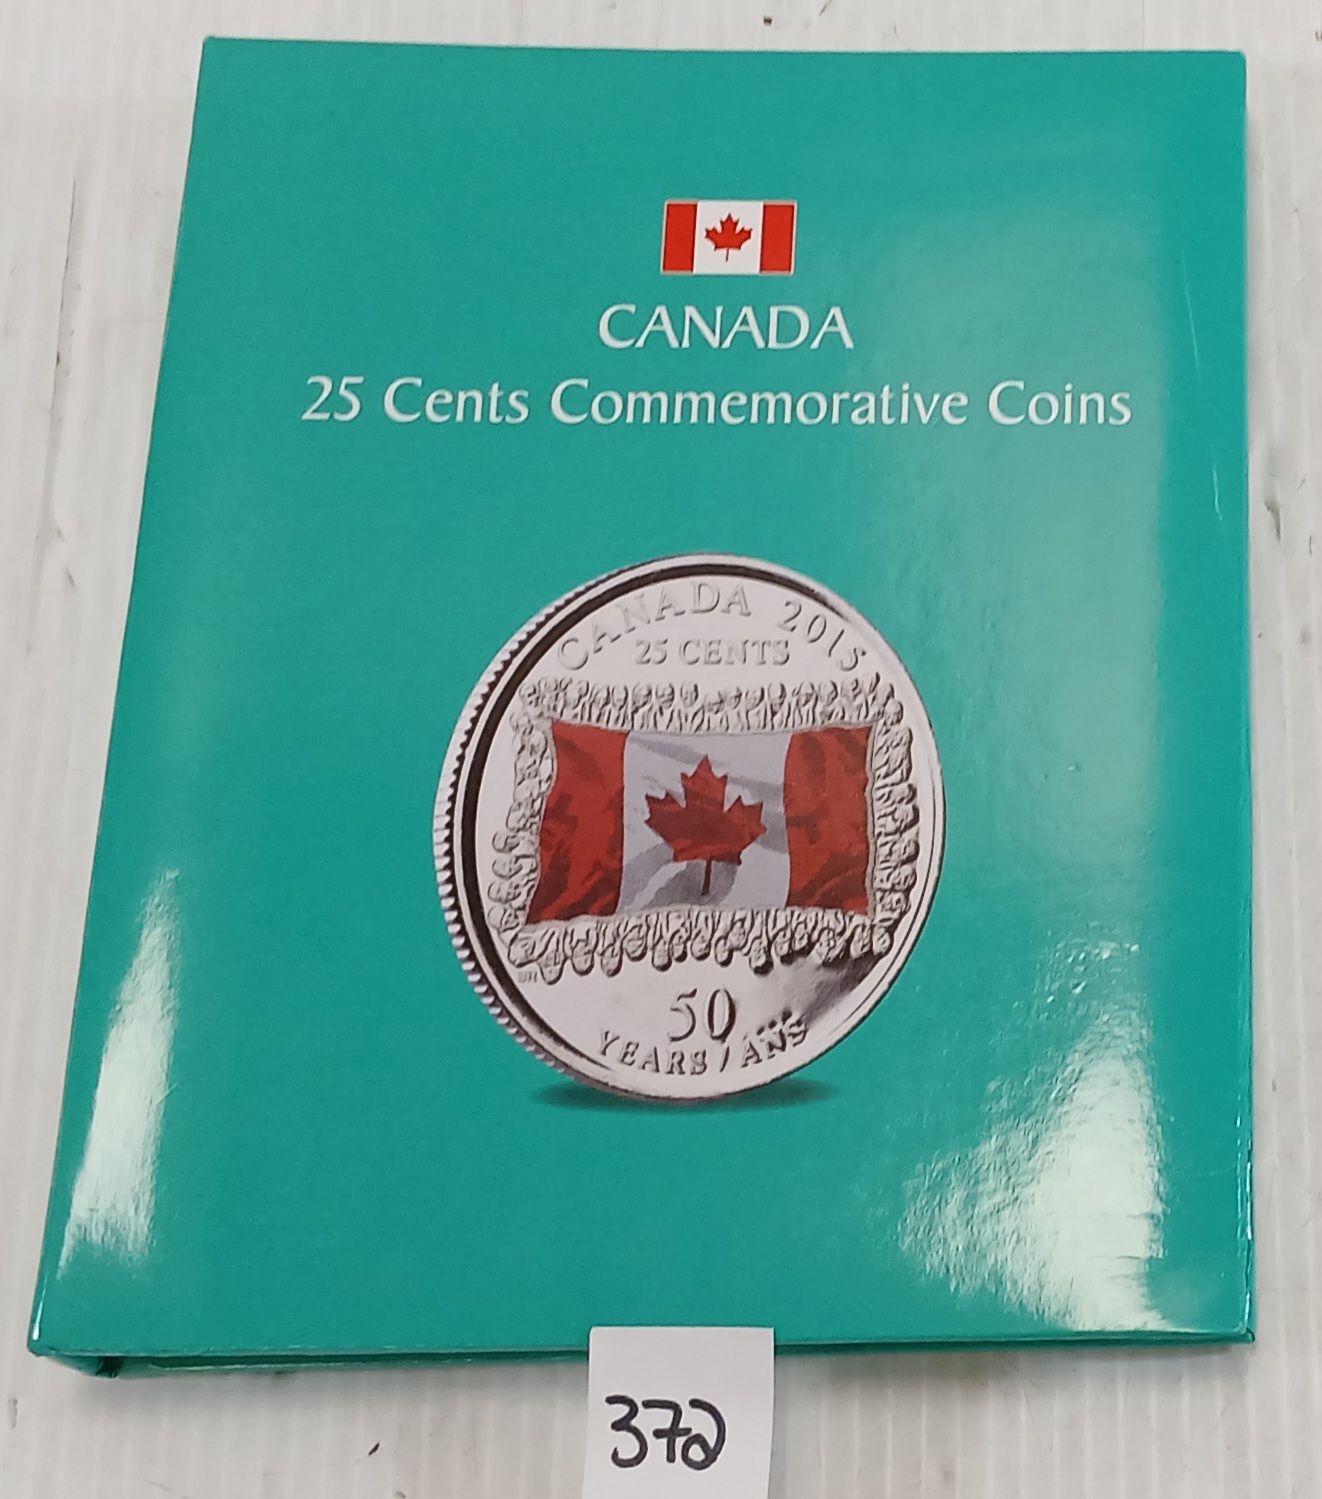 CANADA
25 Cents Commemorative Coins
CANADA 2015
25 CENTS
50
YEARS / ANS
372